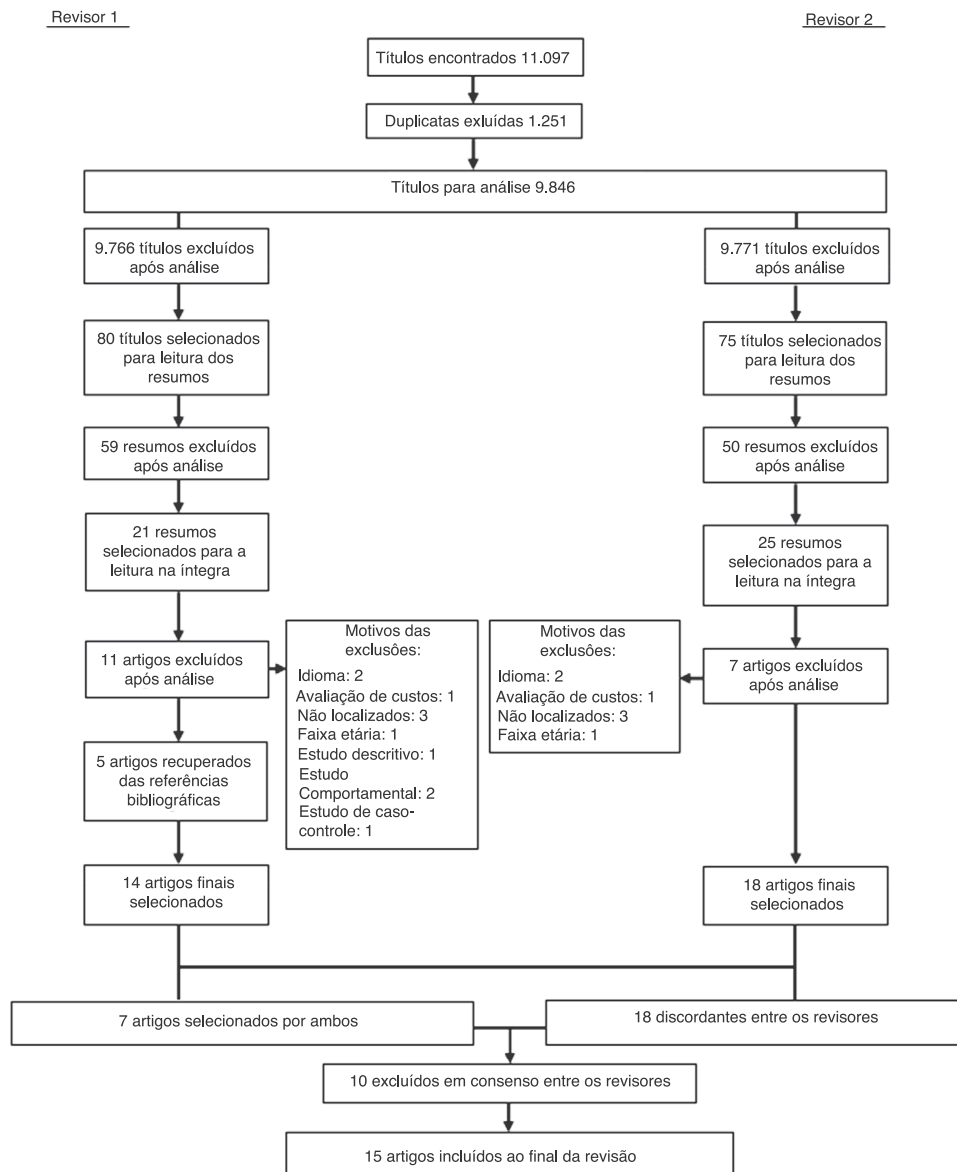 Revisor 1
Revisor 2
Títulos encontrados 11.097
Duplicatas exluídas 1.251
Títulos para análise 9.846
9.766 títulos excluídos
após análise
9.771 títulos excluídos
após análise
80 títulos selecionados
para leitura dos
resumos
75 títulos selecionados
para leitura dos
resumos
59 resumos excluídos
após análise
50 resumos excluídos
após análise
21 resumos
selecionados para a
leitura na íntegra
25 resumos
selecionados para a
leitura na íntegra
11 artigos excluídos
após análise
Motivos das
exclusões:
Idioma: 2
Avaliação de custos: 1
Não localizados: 3
Faixa etária: 1
Estudo descritivo: 1
Estudo
Comportamental: 2
Estudo de caso-
controle: 1
Motivos das
exclusões:
Idioma: 2
Avaliação de custos: 1
Não localizados: 3
Faixa etária: 1
7 artigos excluídos
após análise
5 artigos recuperados
das referências
bibliográficas
14 artigos finais
selecionado
18 artigos finais
selecionados
7 artigos selecionados por ambos
18 discordantes entre os revisores
10 excluídos em consenso entre os revisores
15 artigos incluídos ao final da revisão